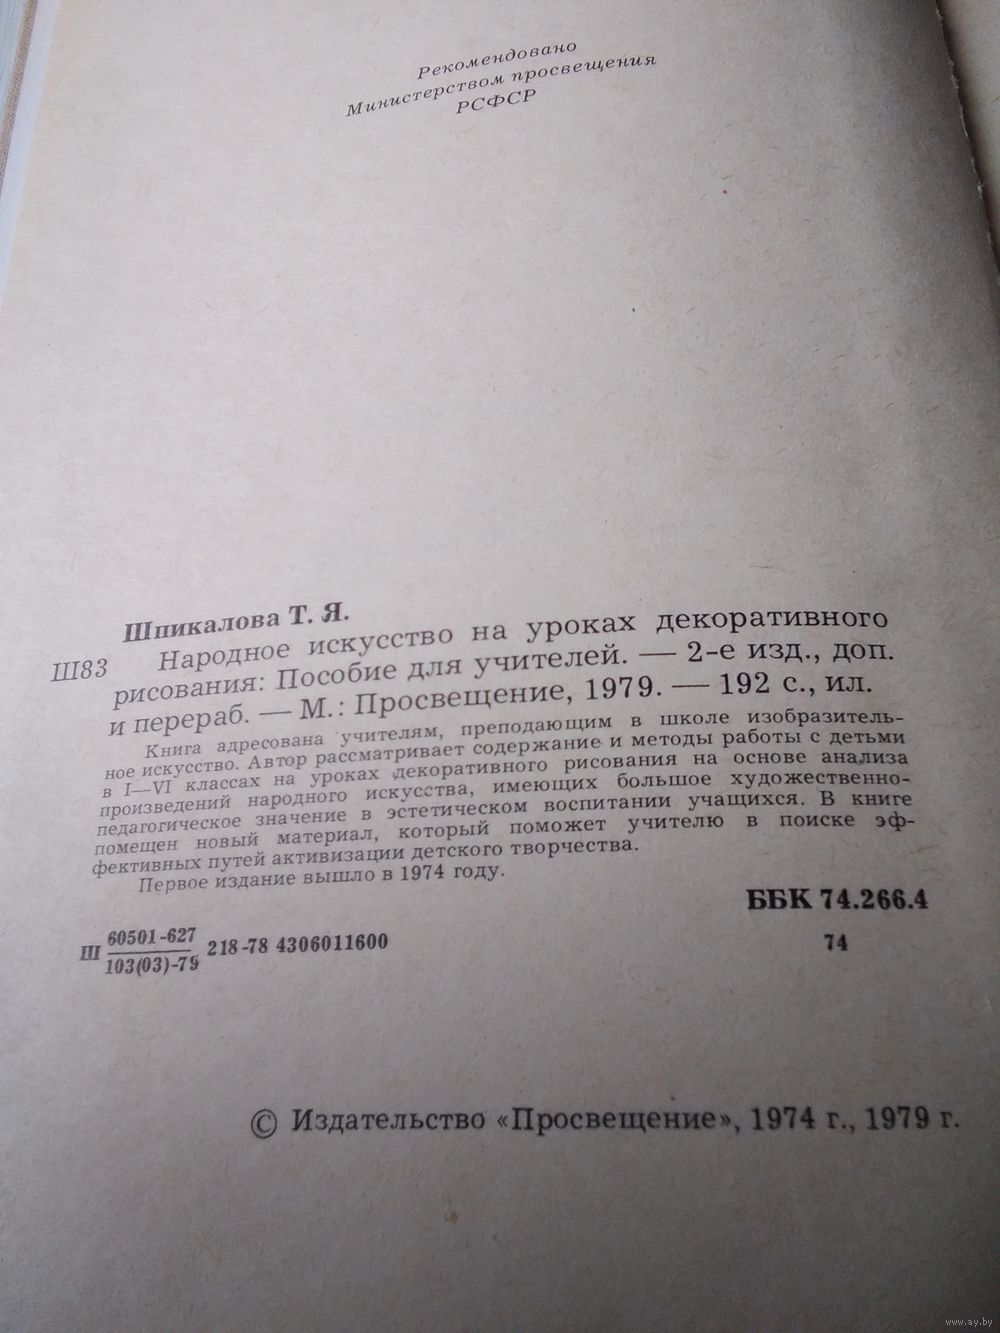 Рекомендовано
Министерством просвещения
РСФСР
Шпикалова Т. Я.
Ш83 Народное искусство на уроках декоративного
рисования: Пособие для учителей. — 2-е изд., доп.
и перераб. — М.: Просвещение, 1979. — 192 с., ил.
Книга адресована учителям, преподающим в школе изобразитель-
ное искусство. Автор рассматривает содержание и методы работы с детьми
в I—VI классах на уроках декоративного рисования на основе анализа
произведений народного искусства, имеющих большое художественно-
педагогическое значение в эстетическом воспитании учащихся. В книге
помещен новый материал, который поможет учителю в поиске эф-
фективных путей активизации детского творчества.
Первое издание вышло в 1974 году.
ББК 74.266.4
74
Ш 60501-627
103(03)-79 218-78 4306011600
© Издательство «Просвещение», 1974 г., 1979 г.
www.ay.by